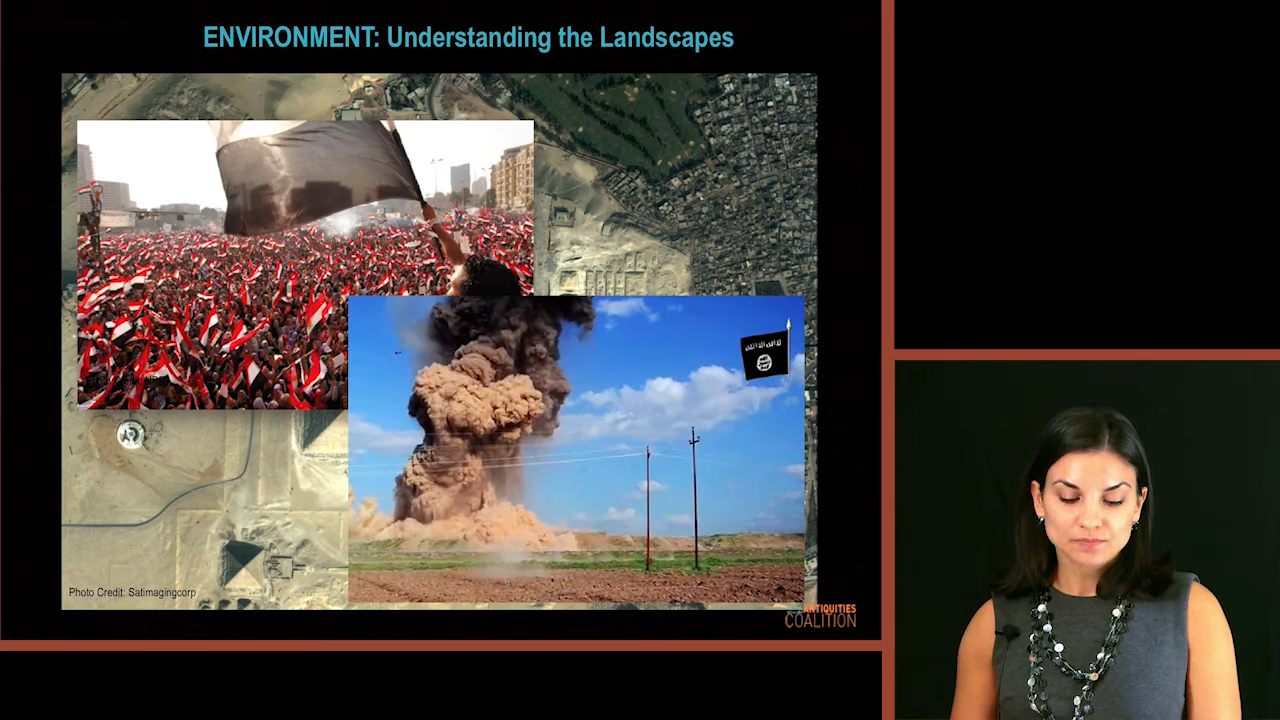 ENVIRONMENT: Understanding the Landscapes
Photo Credit: Satimagingcorp
ANTIQUITIES
COALITION